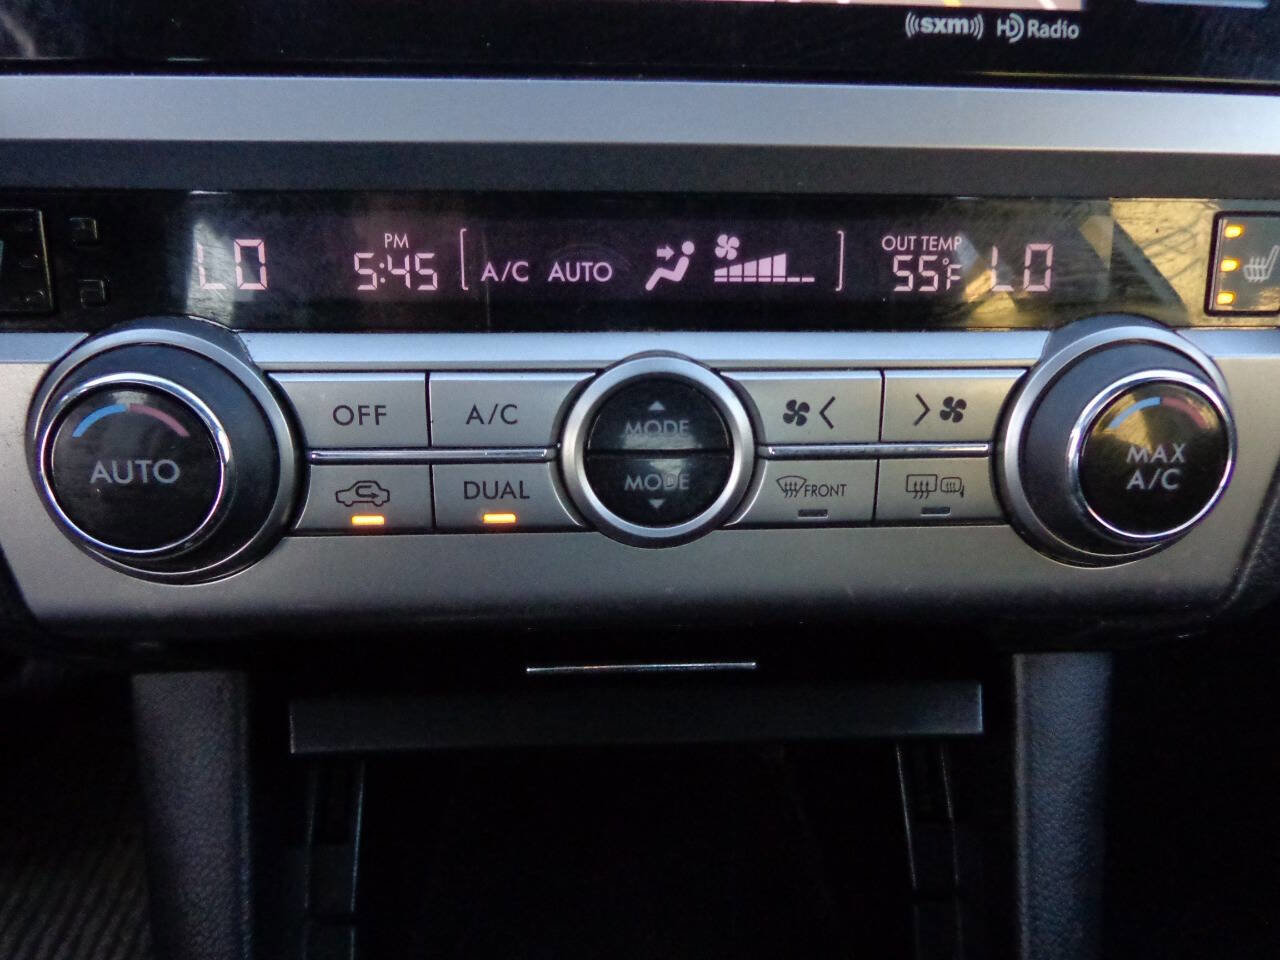 sxm HD Radio
LO PM 5:45 A/C AUTO OUT TEMP 55°F LO
OFF A/C MODE
AUTO MAX A/C
DUAL MODE FRONT